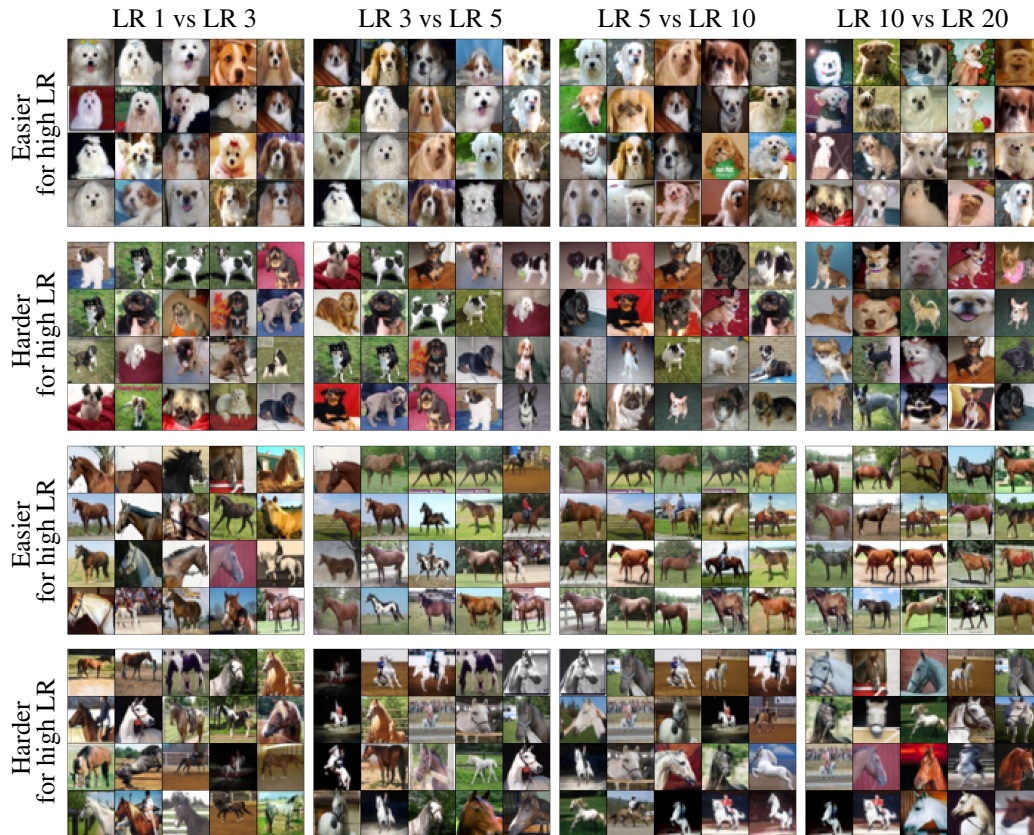 LR 1 vs LR 3
LR 3 vs LR 5
LR 5 vs LR 10
LR 10 vs LR 20
Easier
for high LR
Harder
for high LR
Easier
for high LR
Harder
for high LR